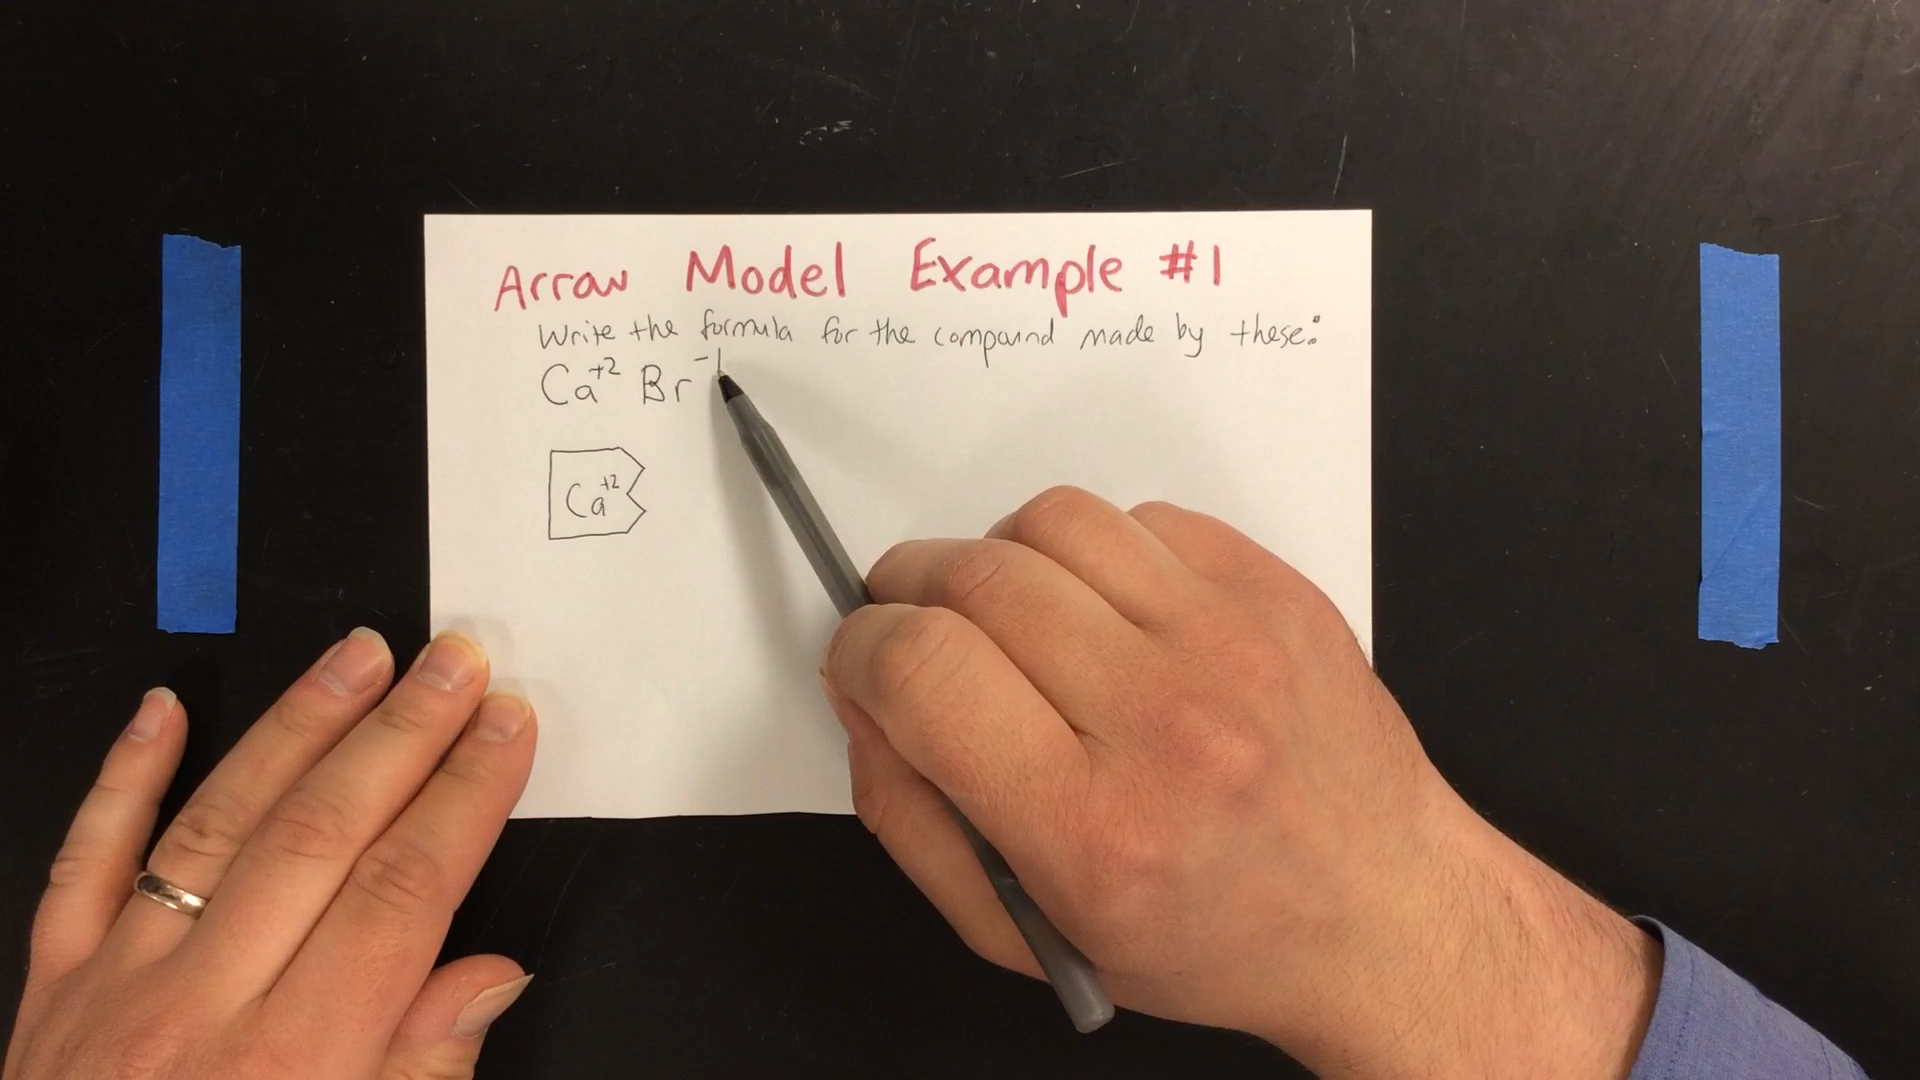 Arrow Model Example #1
Write the formula for the compound made by these:
Ca⁺² Br⁻¹
Ca⁺²